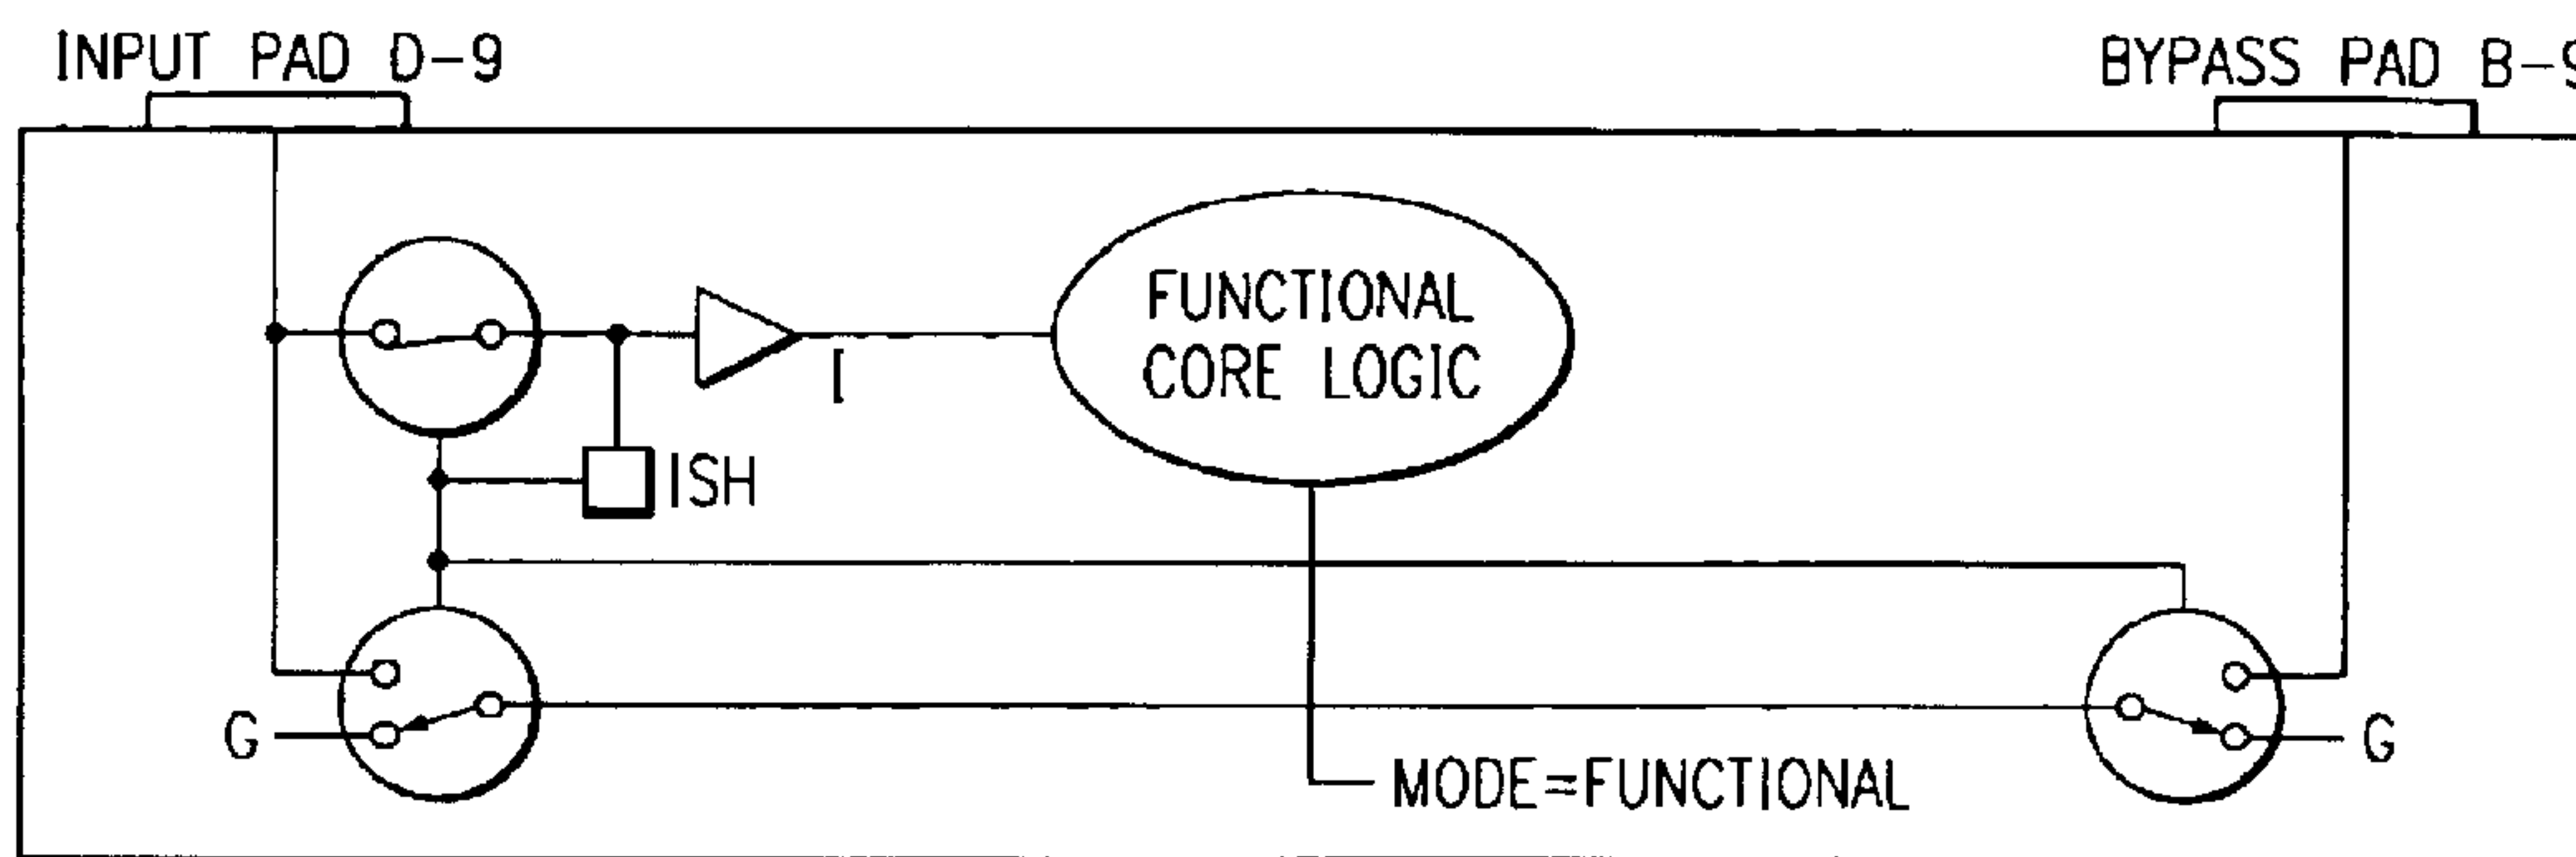 INPUT PAD D-9
BYPASS PAD B-9
FUNCTIONAL
CORE LOGIC
I
ISH
G
G
MODE=FUNCTIONAL